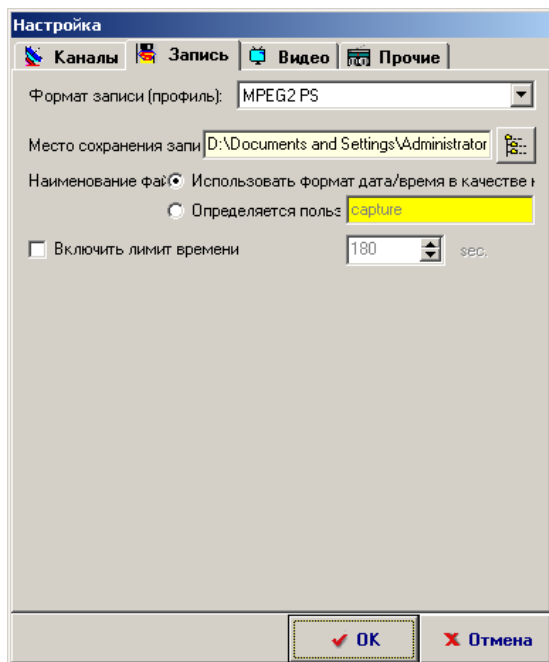 Настройка
Каналы Запись Видео Прочие
Формат записи (профиль): MPEG2 PS
Место сохранения запи D:\Documents and Settings\Administrator
Наименование фай Использовать формат дата/время в качестве н
Определяется польз capture
Включить лимит времени 180 sec.
OK Отмена